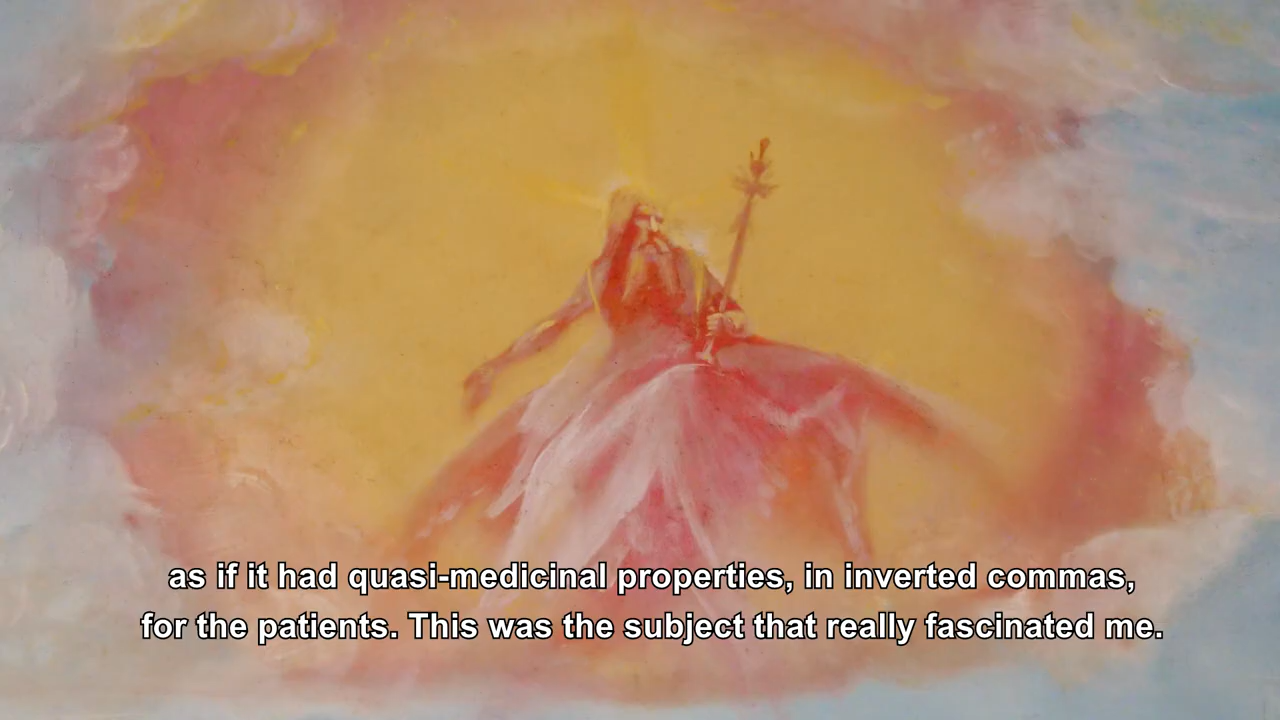 as if it had quasi-medicinal properties, in inverted commas,
for the patients. This was the subject that really fascinated me.